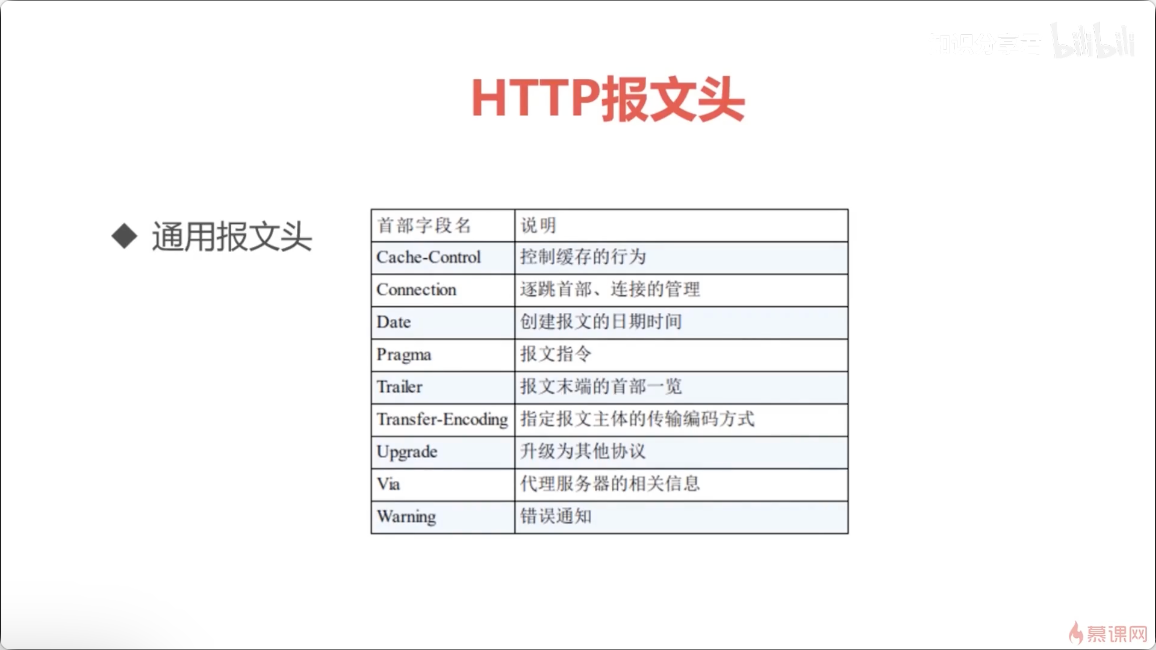 bilibili
HTTP报文头
通用报文头
首部字段名 说明
Cache-Control 控制缓存的行为
Connection 逐跳首部、连接的管理
Date 创建报文的日期时间
Pragma 报文指令
Trailer 报文末端的首部一览
Transfer-Encoding 指定报文主体的传输编码方式
Upgrade 升级为其他协议
Via 代理服务器的相关信息
Warning 错误通知
慕课网